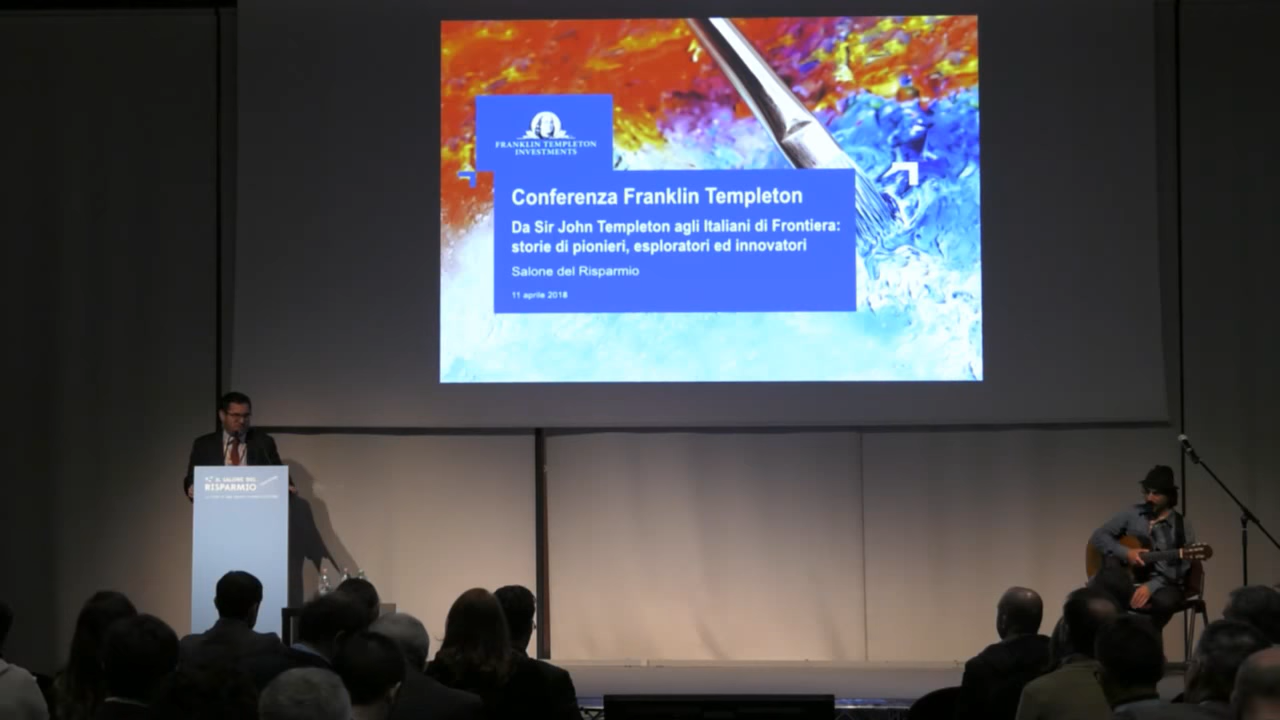 FRANKLIN TEMPLETON
INVESTMENTS
Conferenza Franklin Templeton
Da Sir John Templeton agli Italiani di Frontiera:
storie di pionieri, esploratori ed innovatori
Salone del Risparmio
11 aprile 2018
IL SALONE DEL
RISPARMIO